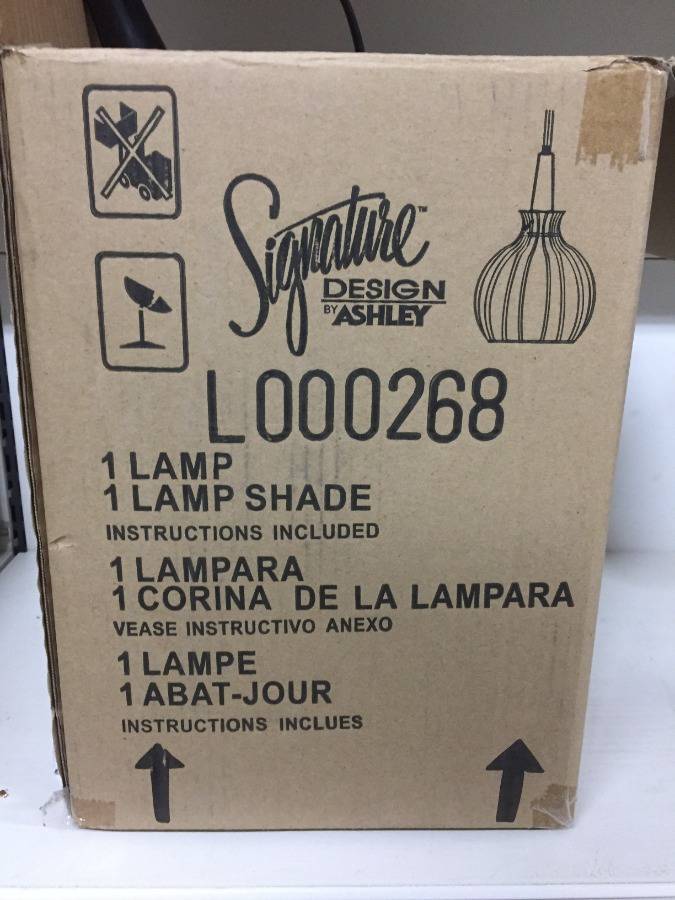 Signature™
DESIGN
BY ASHLEY
L000268
1 LAMP
1 LAMP SHADE
INSTRUCTIONS INCLUDED
1 LAMPARA
1 CORINA DE LA LAMPARA
VEASE INSTRUCTIVO ANEXO
1 LAMPE
1 ABAT-JOUR
INSTRUCTIONS INCLUES